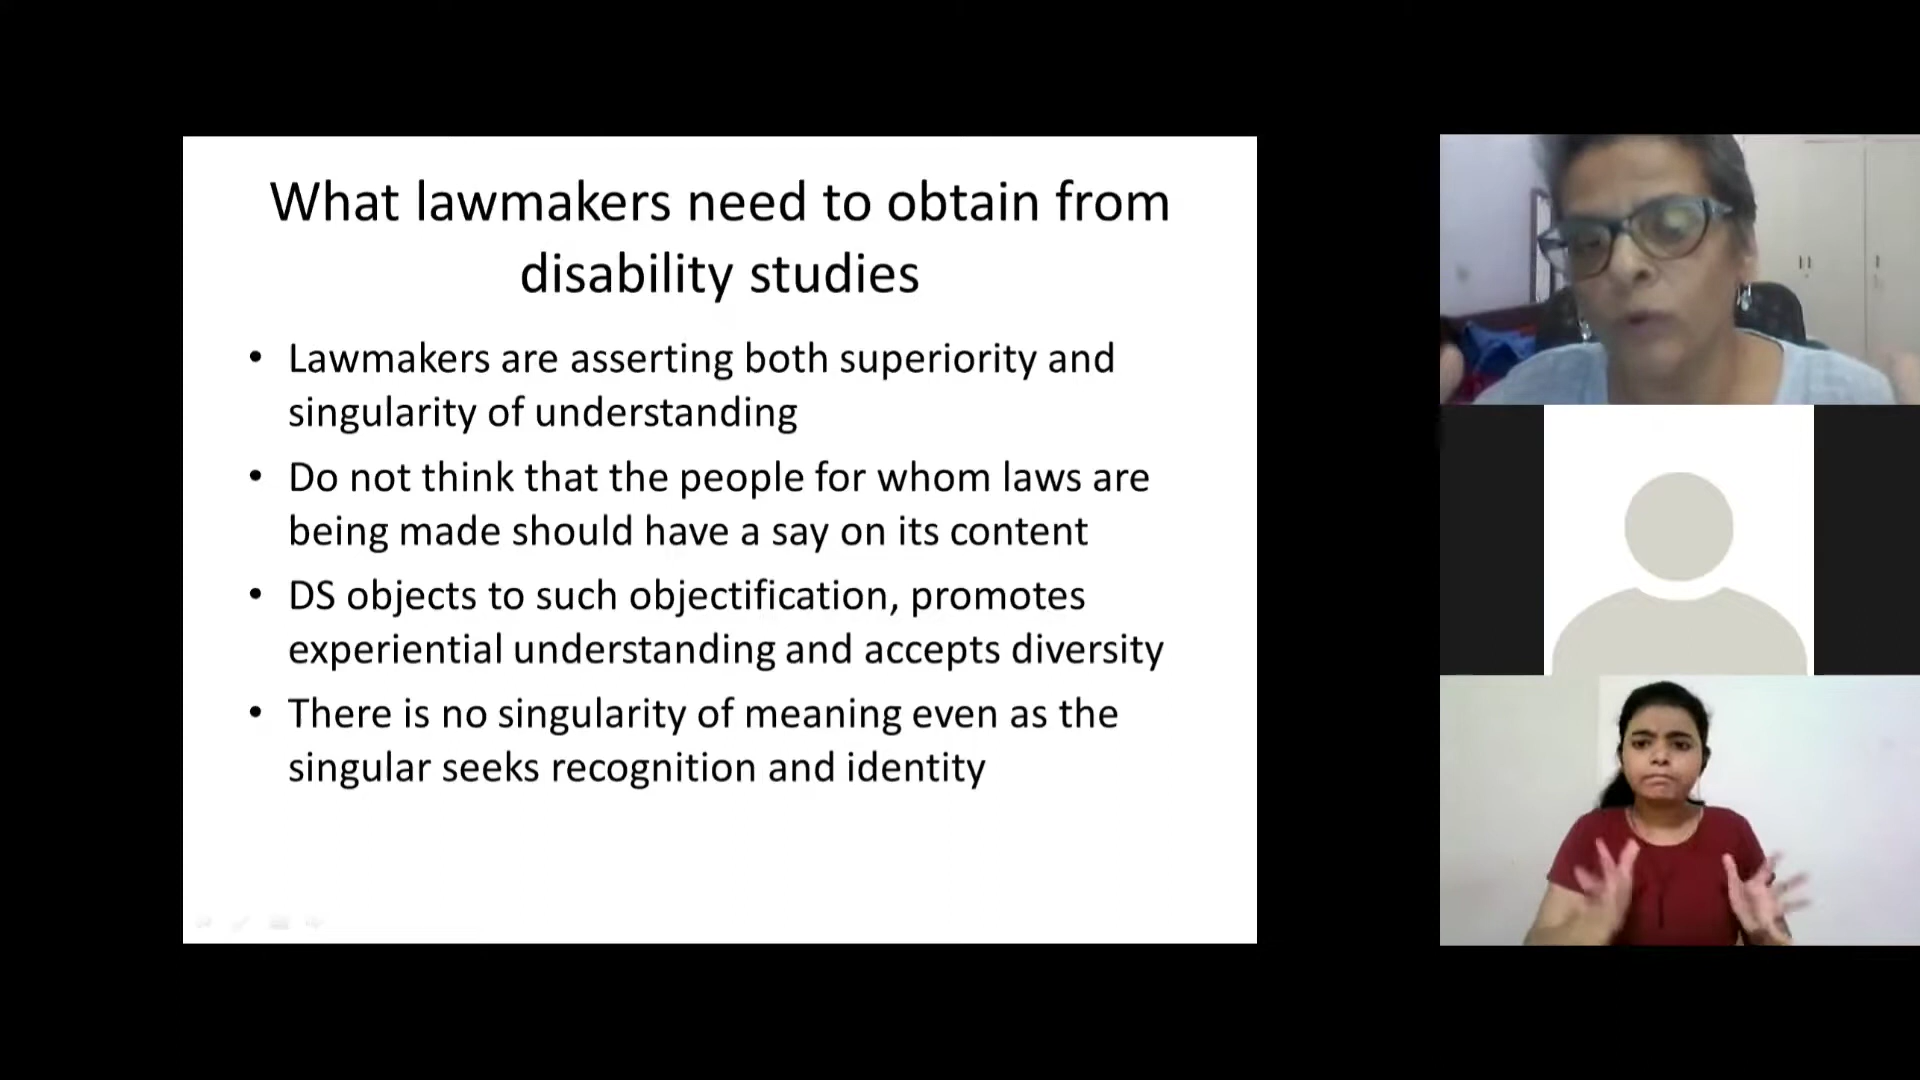 What lawmakers need to obtain from
disability studies
• Lawmakers are asserting both superiority and
singularity of understanding
• Do not think that the people for whom laws are
being made should have a say on its content
• DS objects to such objectification, promotes
experiential understanding and accepts diversity
• There is no singularity of meaning even as the
singular seeks recognition and identity